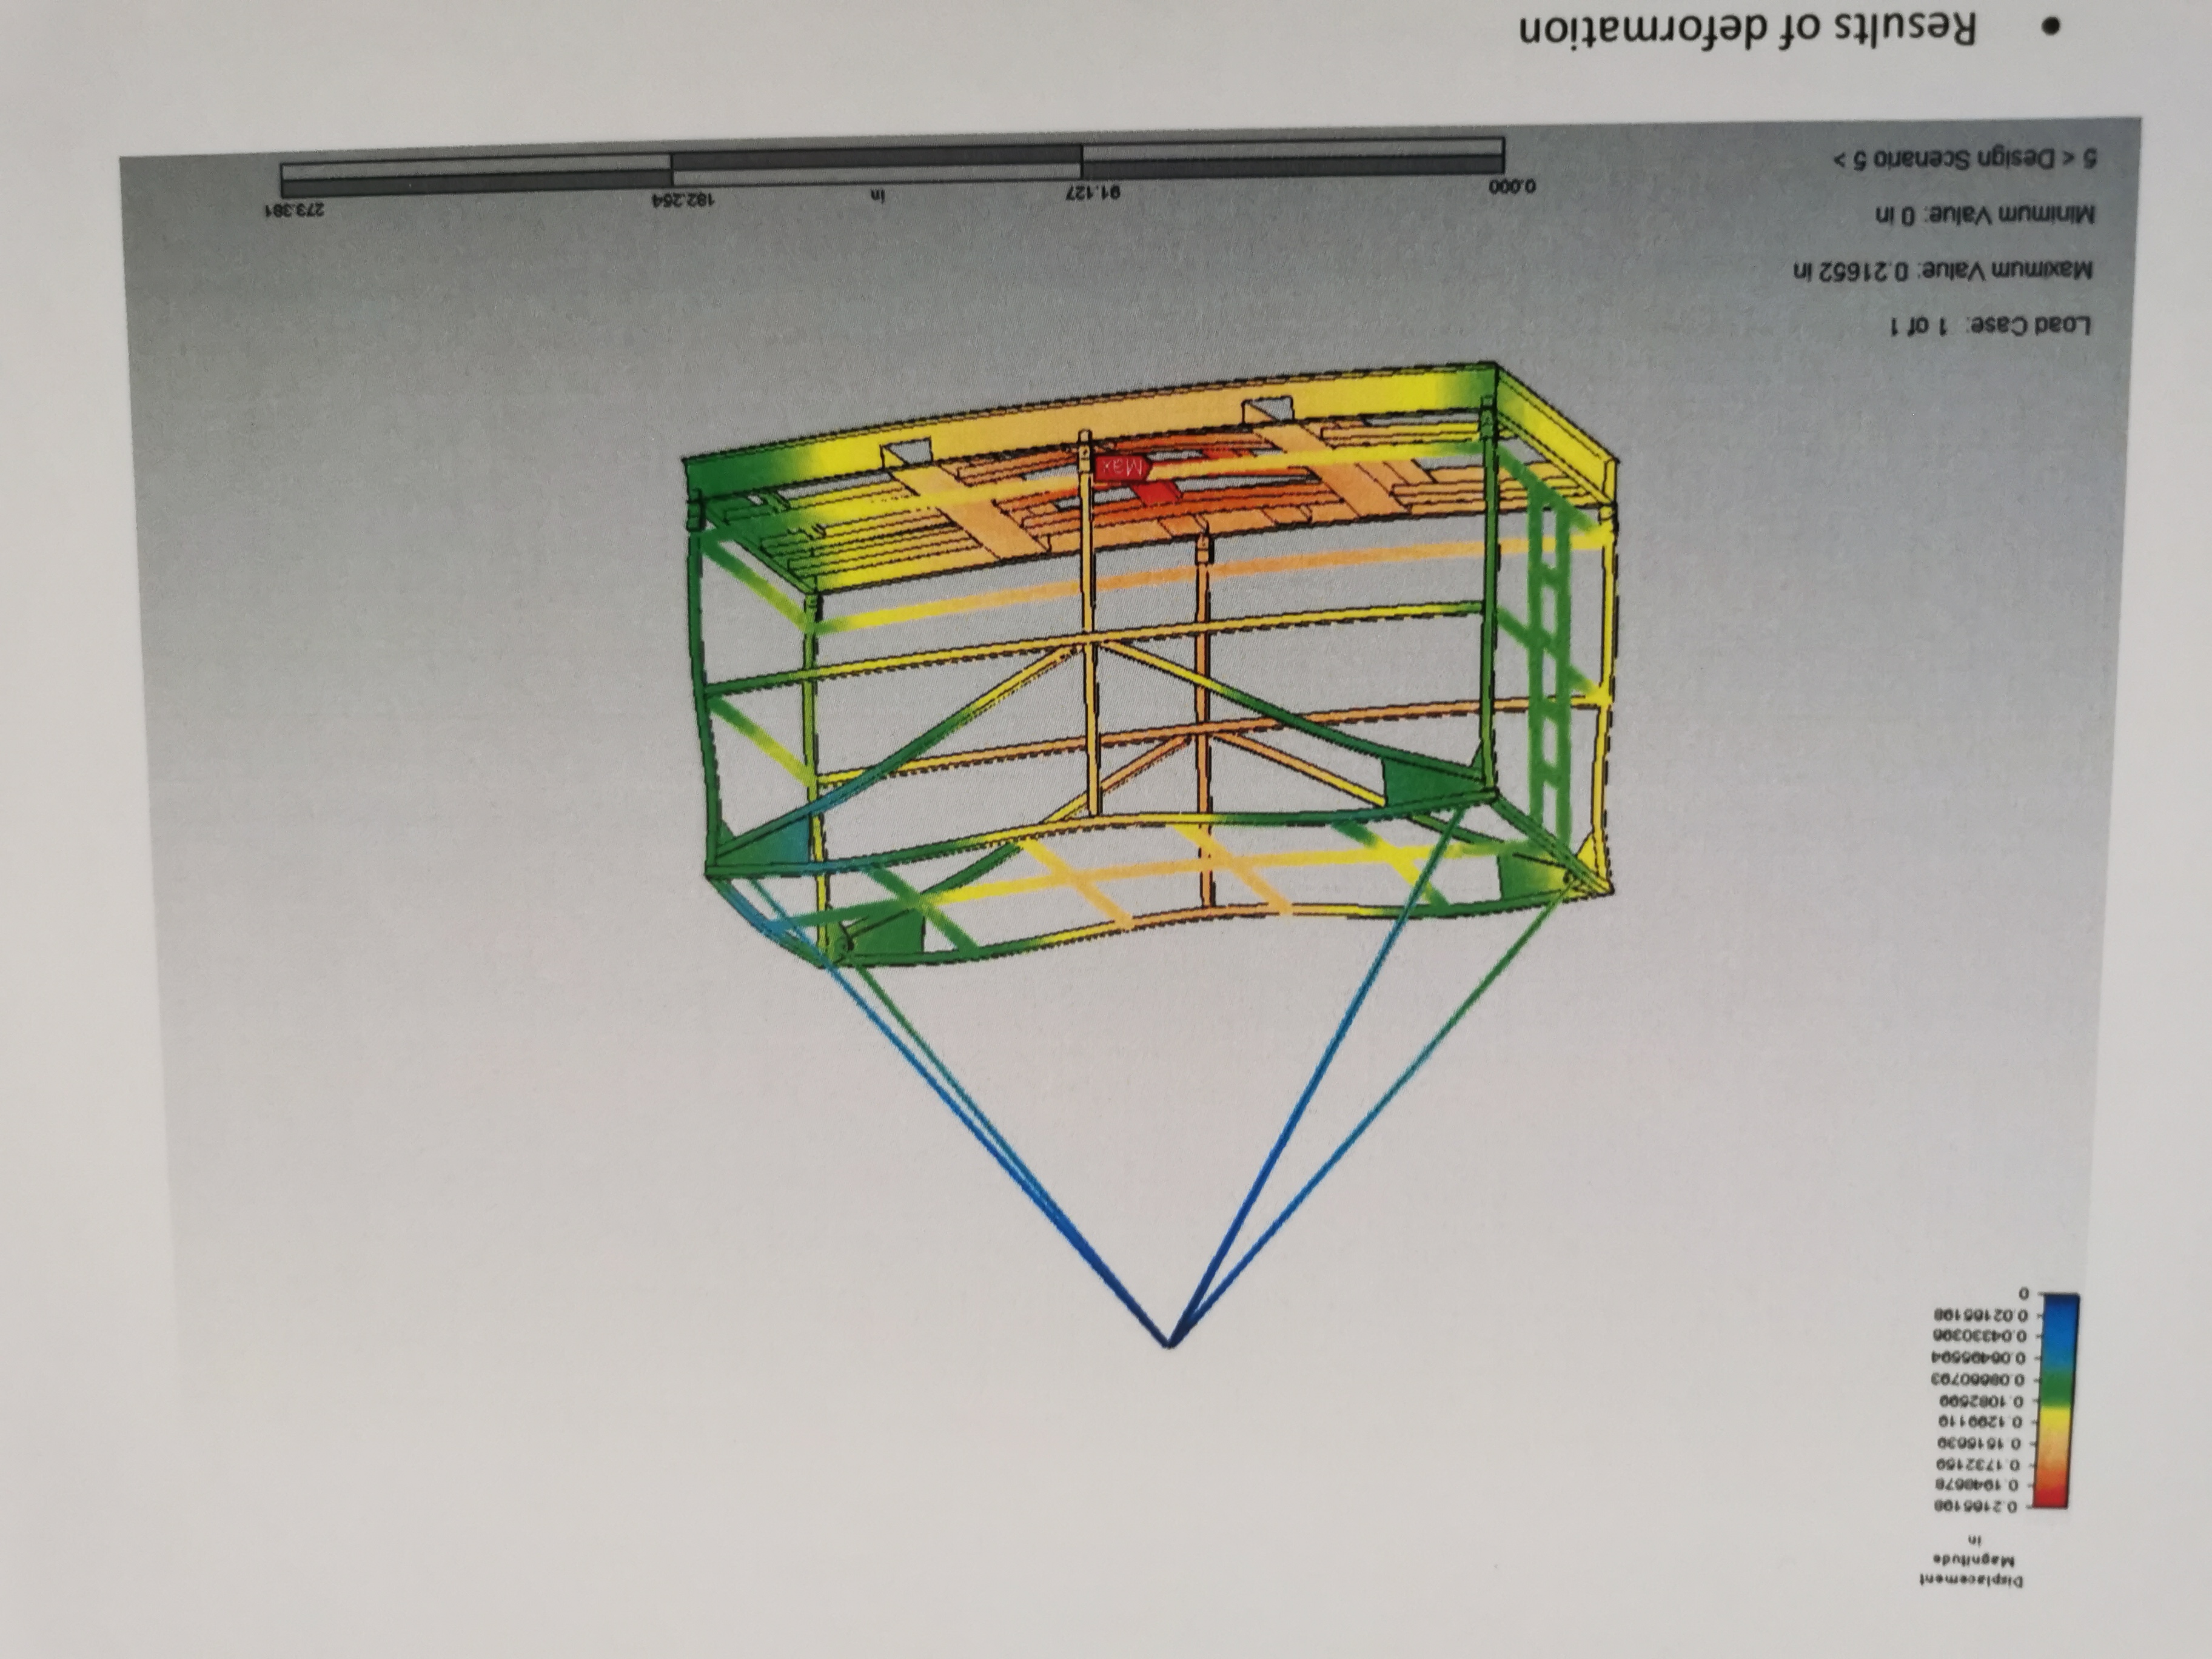 Displacement
Magnitude
in
0.2165198
0.1948678
0.1732159
0.1515639
0.1299119
0.1082599
0.08660793
0.06495594
0.04330396
0.02165198
0
Max
Load Case: 1 of 1
Maximum Value: 0.21652 in
Minimum Value: 0 in
5 < Design Scenario 5 >
0.000
91.127
in
182.254
273.381
• Results of deformation